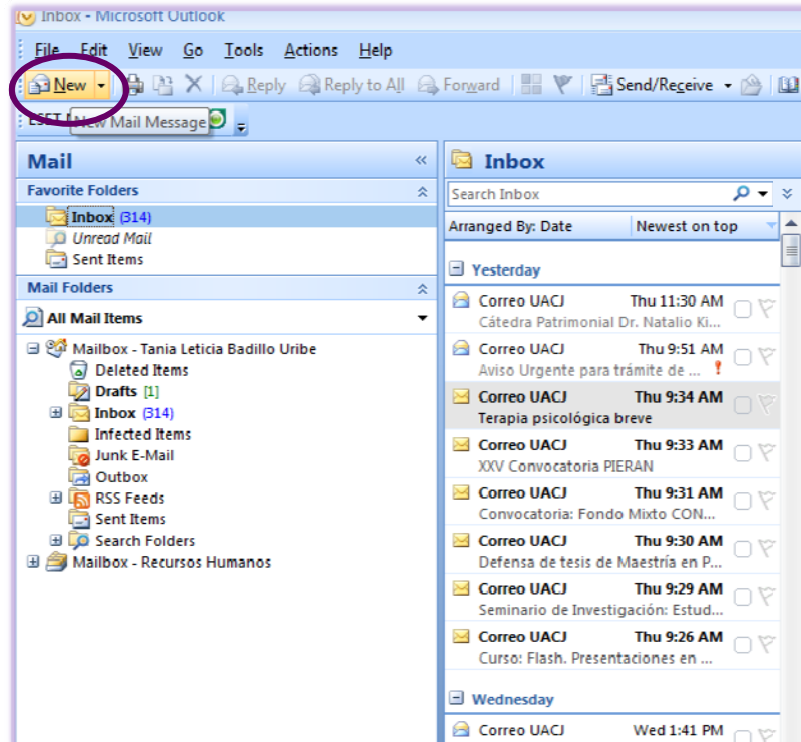 Inbox - Microsoft Outlook
File Edit View Go Tools Actions Help
New Reply Reply to All Forward Send/Receive
ESET
New Mail Message
Mail
Favorite Folders
Inbox (314)
Unread Mail
Sent Items
Mail Folders
All Mail Items
Mailbox - Tania Leticia Badillo Uribe
Deleted Items
Drafts [1]
Inbox (314)
Infected Items
Junk E-Mail
Outbox
RSS Feeds
Sent Items
Search Folders
Mailbox - Recursos Humanos
Inbox
Search Inbox
Arranged By: Date Newest on top
Yesterday
Correo UACJ Thu 11:30 AM
Cátedra Patrimonial Dr. Natalio Ki...
Correo UACJ Thu 9:51 AM
Aviso Urgente para trámite de ...
Correo UACJ Thu 9:34 AM
Terapia psicológica breve
Correo UACJ Thu 9:33 AM
XXV Convocatoria PIERAN
Correo UACJ Thu 9:31 AM
Convocatoria: Fondo Mixto CON...
Correo UACJ Thu 9:30 AM
Defensa de tesis de Maestría en P...
Correo UACJ Thu 9:29 AM
Seminario de Investigación: Estud...
Correo UACJ Thu 9:26 AM
Curso: Flash. Presentaciones en ...
Wednesday
Correo UACJ Wed 1:41 PM